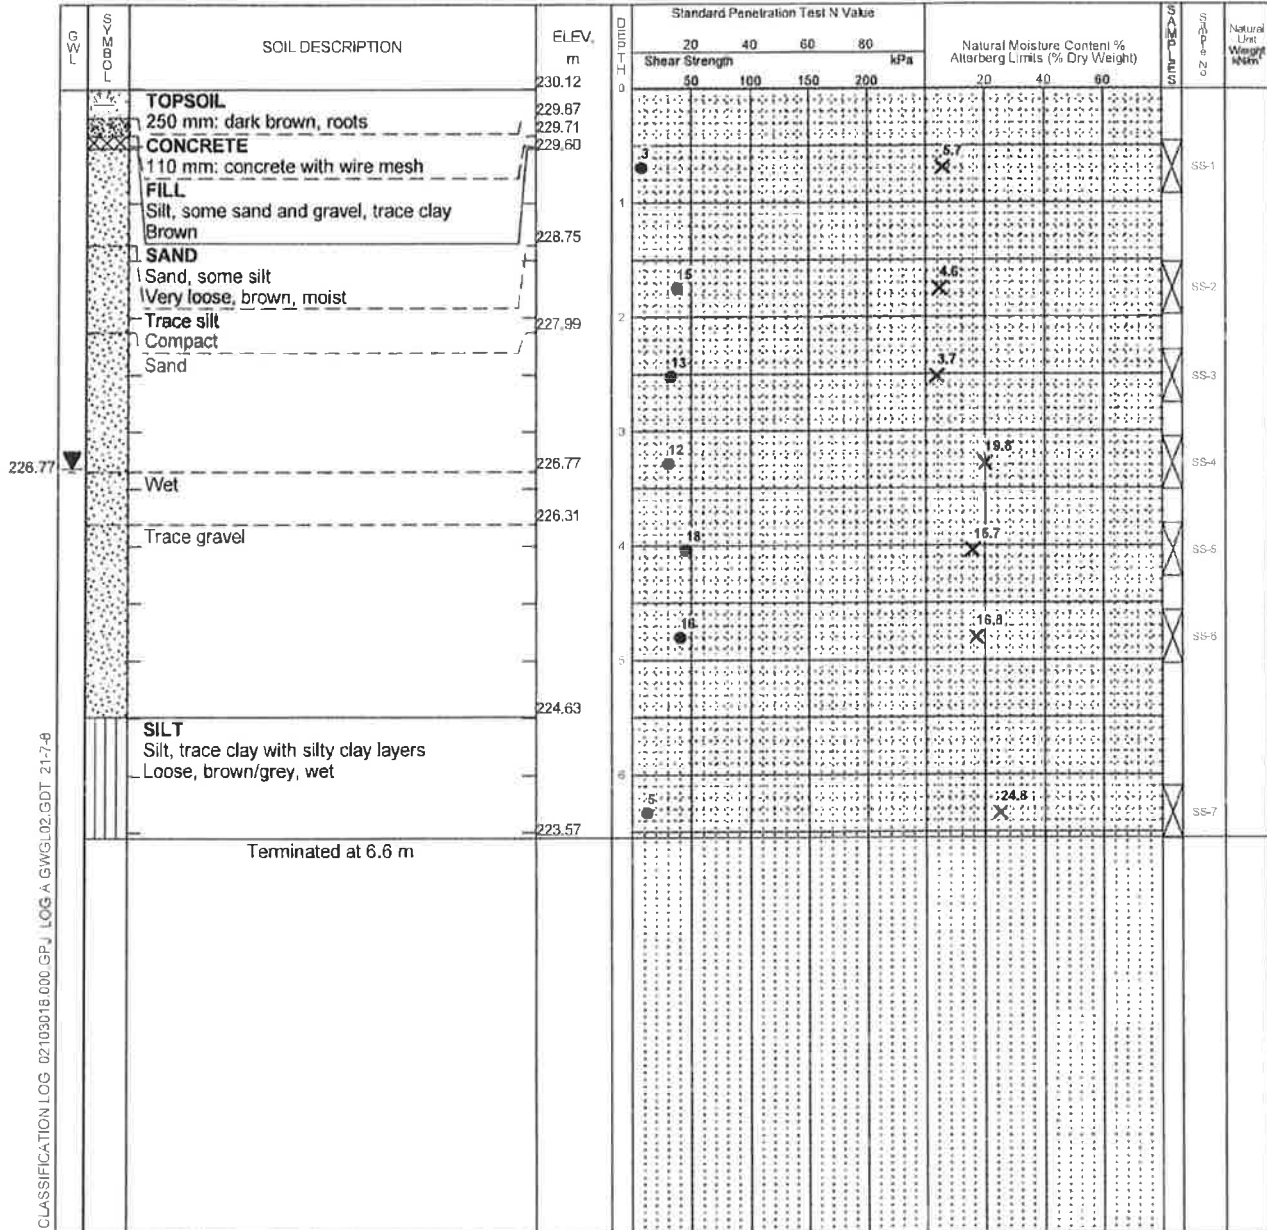 Standard Penetration Test N Value
GWL
SYMBOL
SOIL DESCRIPTION
ELEV.
m
DEPTH
20 40 60 80
Shear Strength kPa
50 100 150 200
Natural Moisture Content %
Atterberg Limits (% Dry Weight)
20 40 60
SAMPLES
Sample No
Natural
Unit
Weight
kN/m³
230.12
0
TOPSOIL
250 mm: dark brown, roots
229.87
229.71
CONCRETE
229.60
110 mm: concrete with wire mesh
3
5.7
SS-1
FILL
Silt, some sand and gravel, trace clay
Brown
1
228.75
SAND
Sand, some silt
Very loose, brown, moist
15
4.6
SS-2
Trace silt
2
227.99
Compact
Sand
13
3.7
SS-3
3
12
19.8
SS-4
226.77
226.77
Wet
226.31
Trace gravel
18
15.7
4
SS-5
16
16.8
SS-6
5
224.63
SILT
Silt, trace clay with silty clay layers
Loose, brown/grey, wet
6
5
24.8
SS-7
223.57
Terminated at 6.6 m
CLASSIFICATION LOG 02103018.000.GPJ LOG A GWGL02.GDT 21-7-8